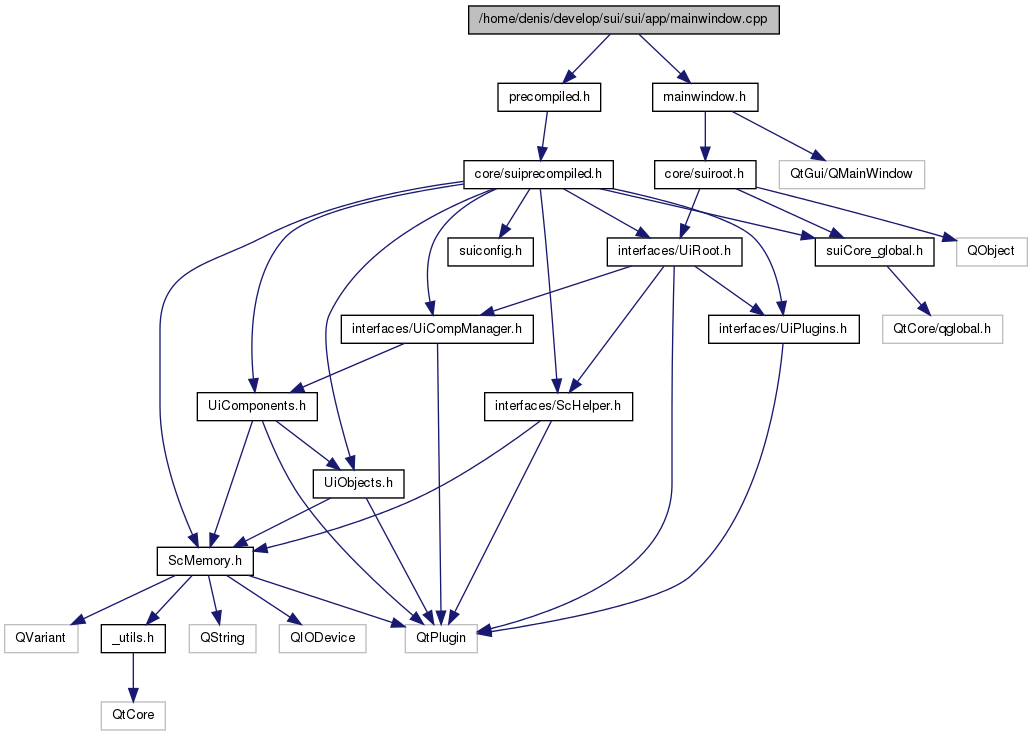 /home/denis/develop/sui/sui/app/mainwindow.cpp
precompiled.h
mainwindow.h
core/suiprecompiled.h
core/suiroot.h
QtGui/QMainWindow
suiconfig.h
interfaces/UiRoot.h
suiCore_global.h
QObject
interfaces/UiCompManager.h
interfaces/UiPlugins.h
QtCore/qglobal.h
UiComponents.h
interfaces/ScHelper.h
UiObjects.h
ScMemory.h
QVariant
_utils.h
QString
QIODevice
QtPlugin
QtCore